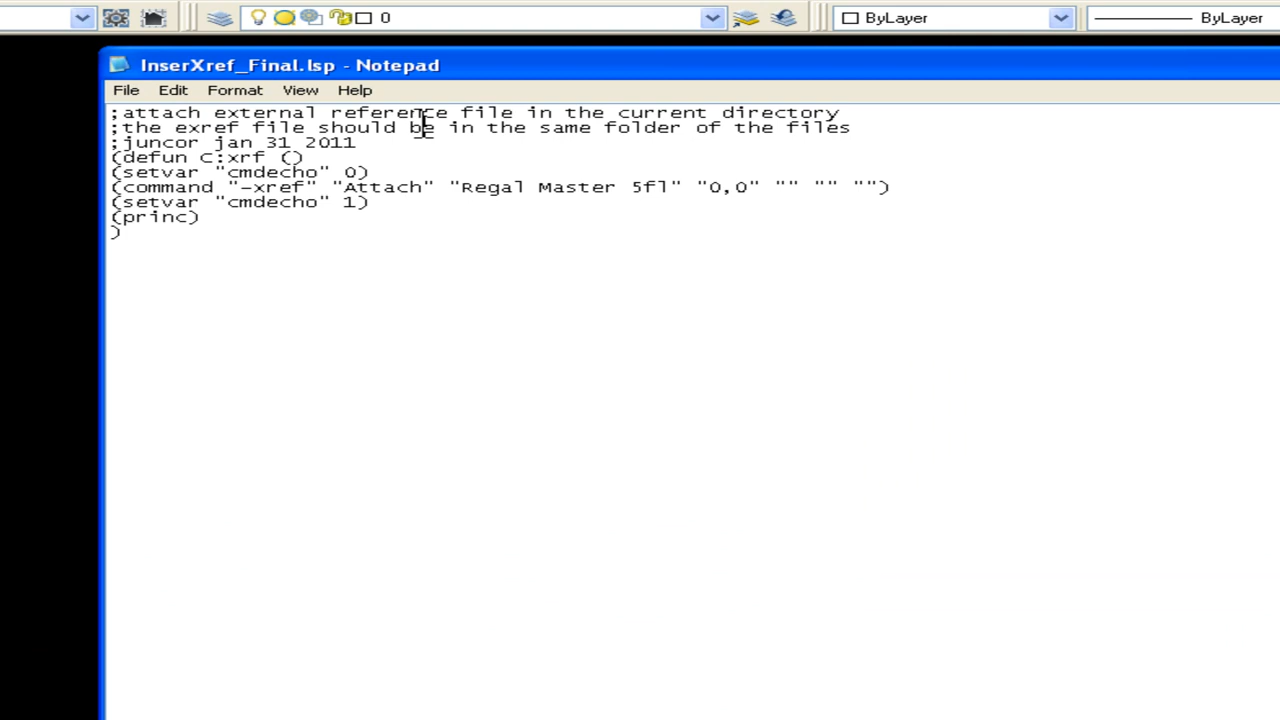 0
ByLayer
ByLayer
InserXref_Final.lsp - Notepad
File Edit Format View Help
;attach external reference file in the current directory
;the exref file should be in the same folder of the files
;juncor jan 31 2011
(defun C:xrf ()
(setvar "cmdecho" 0)
(command "-xref" "Attach" "Regal Master 5fl" "0,0" "" "" "")
(setvar "cmdecho" 1)
(princ)
)